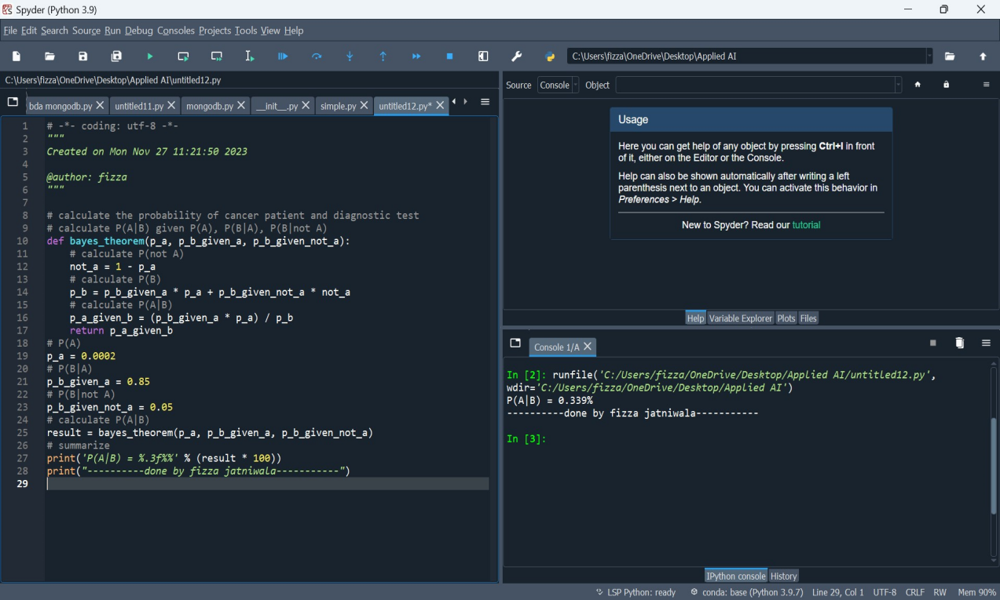 Spyder (Python 3.9)
File Edit Search Source Run Debug Consoles Projects Tools View Help
C:\Users\fizza\OneDrive\Desktop\Applied AI
C:\Users\fizza\OneDrive\Desktop\Applied AI\untitled12.py
bda mongodb.py untitled11.py mongodb.py __init__.py simple.py untitled12.py*
1 # -*- coding: utf-8 -*-
2 """
3 Created on Mon Nov 27 11:21:50 2023
4
5 @author: fizza
6 """
7
8 # calculate the probability of cancer patient and diagnostic test
9 # calculate P(A|B) given P(A), P(B|A), P(B|not A)
10 def bayes_theorem(p_a, p_b_given_a, p_b_given_not_a):
11 # calculate P(not A)
12 not_a = 1 - p_a
13 # calculate P(B)
14 p_b = p_b_given_a * p_a + p_b_given_not_a * not_a
15 # calculate P(A|B)
16 p_a_given_b = (p_b_given_a * p_a) / p_b
17 return p_a_given_b
18 # P(A)
19 p_a = 0.0002
20 # P(B|A)
21 p_b_given_a = 0.85
22 # P(B|not A)
23 p_b_given_not_a = 0.05
24 # calculate P(A|B)
25 result = bayes_theorem(p_a, p_b_given_a, p_b_given_not_a)
26 # summarize
27 print('P(A|B) = %.3f%%' % (result * 100))
28 print("----------done by fizza jatniwala-----------")
29
Source Console Object
Usage
Here you can get help of any object by pressing Ctrl+I in front
of it, either on the Editor or the Console.
Help can also be shown automatically after writing a left
parenthesis next to an object. You can activate this behavior in
Preferences > Help.
New to Spyder? Read our tutorial
Help Variable Explorer Plots Files
Console 1/A
In [2]: runfile('C:/Users/fizza/OneDrive/Desktop/Applied AI/untitled12.py',
wdir='C:/Users/fizza/OneDrive/Desktop/Applied AI')
P(A|B) = 0.339%
----------done by fizza jatniwala-----------
In [3]:
IPython console History
LSP Python: ready conda: base (Python 3.9.7) Line 29, Col 1 UTF-8 CRLF RW Mem 90%